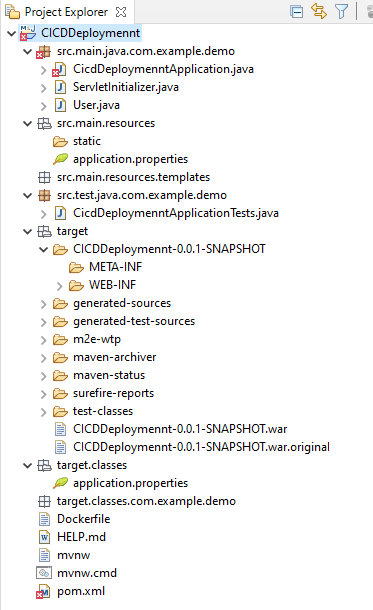 Project Explorer
CICDDeploymennt
src.main.java.com.example.demo
CicdDeploymenntApplication.java
ServletInitializer.java
User.java
src.main.resources
static
application.properties
src.main.resources.templates
src.test.java.com.example.demo
CicdDeploymenntApplicationTests.java
target
CICDDeploymennt-0.0.1-SNAPSHOT
META-INF
WEB-INF
generated-sources
generated-test-sources
m2e-wtp
maven-archiver
maven-status
surefire-reports
test-classes
CICDDeploymennt-0.0.1-SNAPSHOT.war
CICDDeploymennt-0.0.1-SNAPSHOT.war.original
target.classes
application.properties
target.classes.com.example.demo
Dockerfile
HELP.md
mvnw
mvnw.cmd
pom.xml